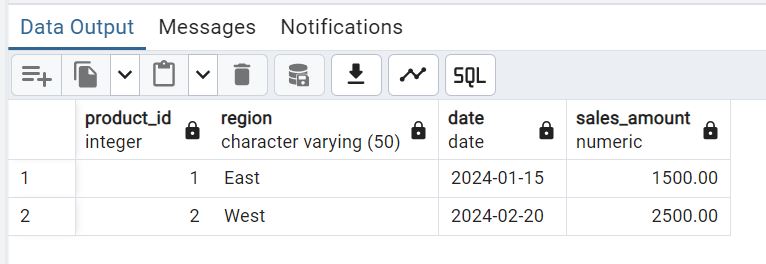 Data Output Messages Notifications
SQL
product_id region date sales_amount
integer character varying (50) date numeric
1 1 East 2024-01-15 1500.00
2 2 West 2024-02-20 2500.00